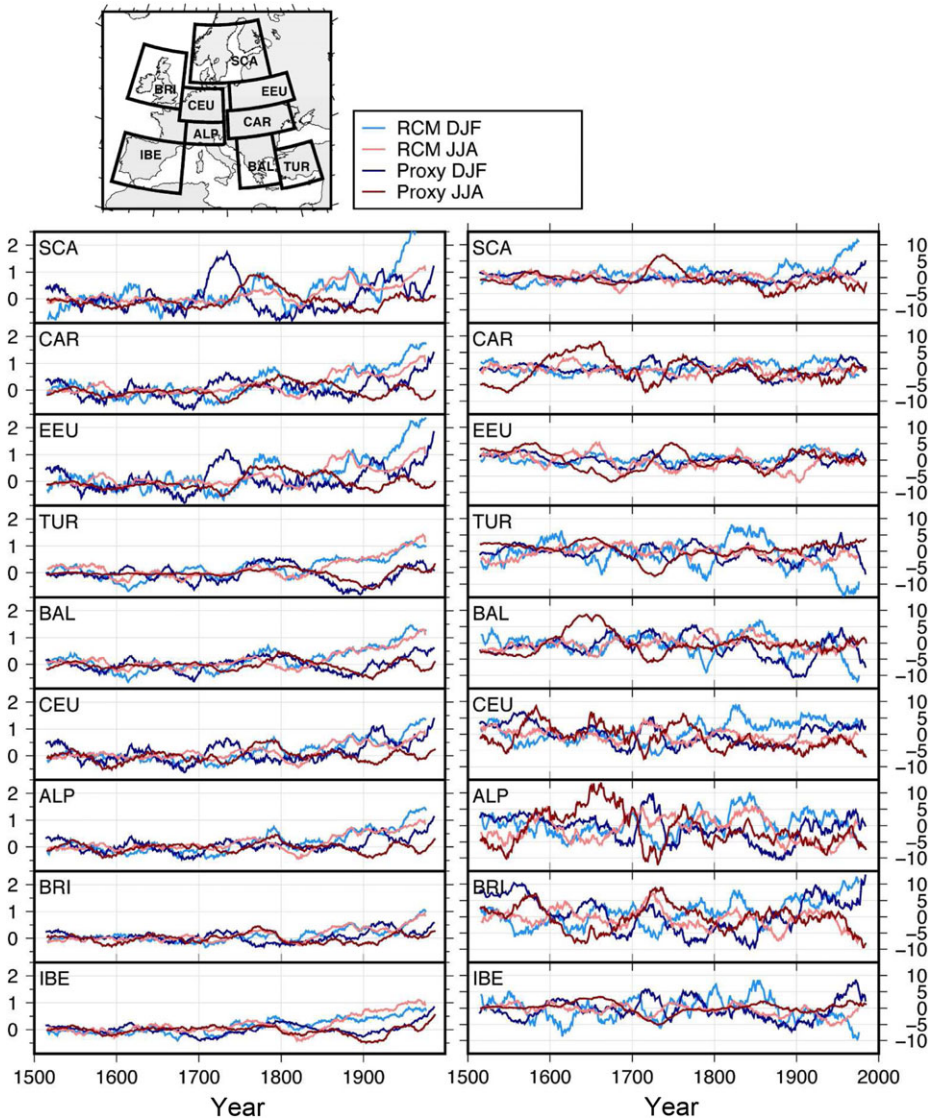 SCA
BRI
EEU
CEU
CAR
ALP
IBE
BAL
TUR
RCM DJF
RCM JJA
Proxy DJF
Proxy JJA
2 SCA SCA 10
1 5
0 0
−5
−10
2 CAR CAR 10
1 5
0 0
−5
−10
2 EEU EEU 10
1 5
0 0
−5
−10
2 TUR TUR 10
1 5
0 0
−5
−10
2 BAL BAL 10
1 5
0 0
−5
−10
2 CEU CEU 10
1 5
0 0
−5
−10
2 ALP ALP 10
1 5
0 0
−5
−10
2 BRI BRI 10
1 5
0 0
−5
−10
2 IBE IBE 10
1 5
0 0
−5
−10
1500 1600 1700 1800 1900 1500 1600 1700 1800 1900 2000
Year Year